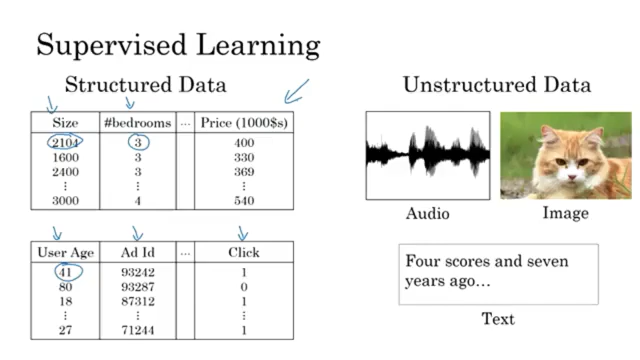 Supervised Learning
Structured Data
Size #bedrooms ... Price (1000$s)
2104 3 400
1600 3 330
2400 3 369
⋮ ⋮ ⋮
3000 4 540
User Age Ad Id ... Click
41 93242 1
80 93287 0
18 87312 1
⋮ ⋮ ⋮
27 71244 1
Unstructured Data
Audio
Image
Four scores and seven
years ago...
Text